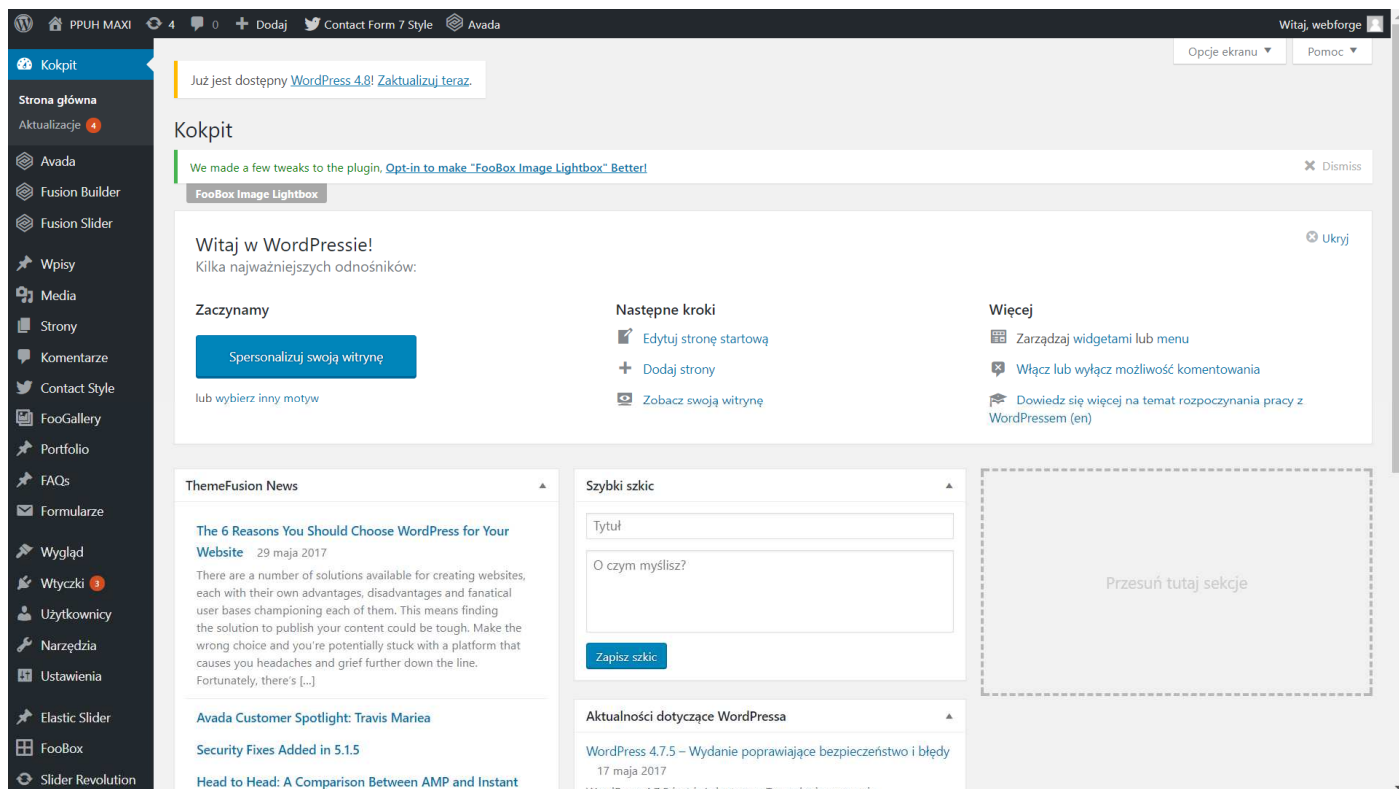 PPUH MAXI 4 0 Dodaj Contact Form 7 Style Avada Witaj, webforge
Opcje ekranu Pomoc
Kokpit
Strona główna
Aktualizacje 4
Avada
Fusion Builder
Fusion Slider
Wpisy
Media
Strony
Komentarze
Contact Style
FooGallery
Portfolio
FAQs
Formularze
Wygląd
Wtyczki 3
Użytkownicy
Narzędzia
Ustawienia
Elastic Slider
FooBox
Slider Revolution
Już jest dostępny WordPress 4.8! Zaktualizuj teraz.
Kokpit
We made a few tweaks to the plugin, Opt-in to make "FooBox Image Lightbox" Better! Dismiss
FooBox Image Lightbox
Witaj w WordPressie! Ukryj
Kilka najważniejszych odnośników:
Zaczynamy
Spersonalizuj swoją witrynę
lub wybierz inny motyw
Następne kroki
Edytuj stronę startową
Dodaj strony
Zobacz swoją witrynę
Więcej
Zarządzaj widgetami lub menu
Włącz lub wyłącz możliwość komentowania
Dowiedz się więcej na temat rozpoczynania pracy z
WordPressem (en)
ThemeFusion News
The 6 Reasons You Should Choose WordPress for Your
Website 29 maja 2017
There are a number of solutions available for creating websites,
each with their own advantages, disadvantages and fanatical
user bases championing each of them. This means finding
the solution to publish your content could be tough. Make the
wrong choice and you're potentially stuck with a platform that
causes you headaches and grief further down the line.
Fortunately, there's [...]
Avada Customer Spotlight: Travis Mariea
Security Fixes Added in 5.1.5
Head to Head: A Comparison Between AMP and Instant
Szybki szkic
Tytuł
O czym myślisz?
Zapisz szkic
Aktualności dotyczące WordPressa
WordPress 4.7.5 – Wydanie poprawiające bezpieczeństwo i błędy
17 maja 2017
Przesuń tutaj sekcje